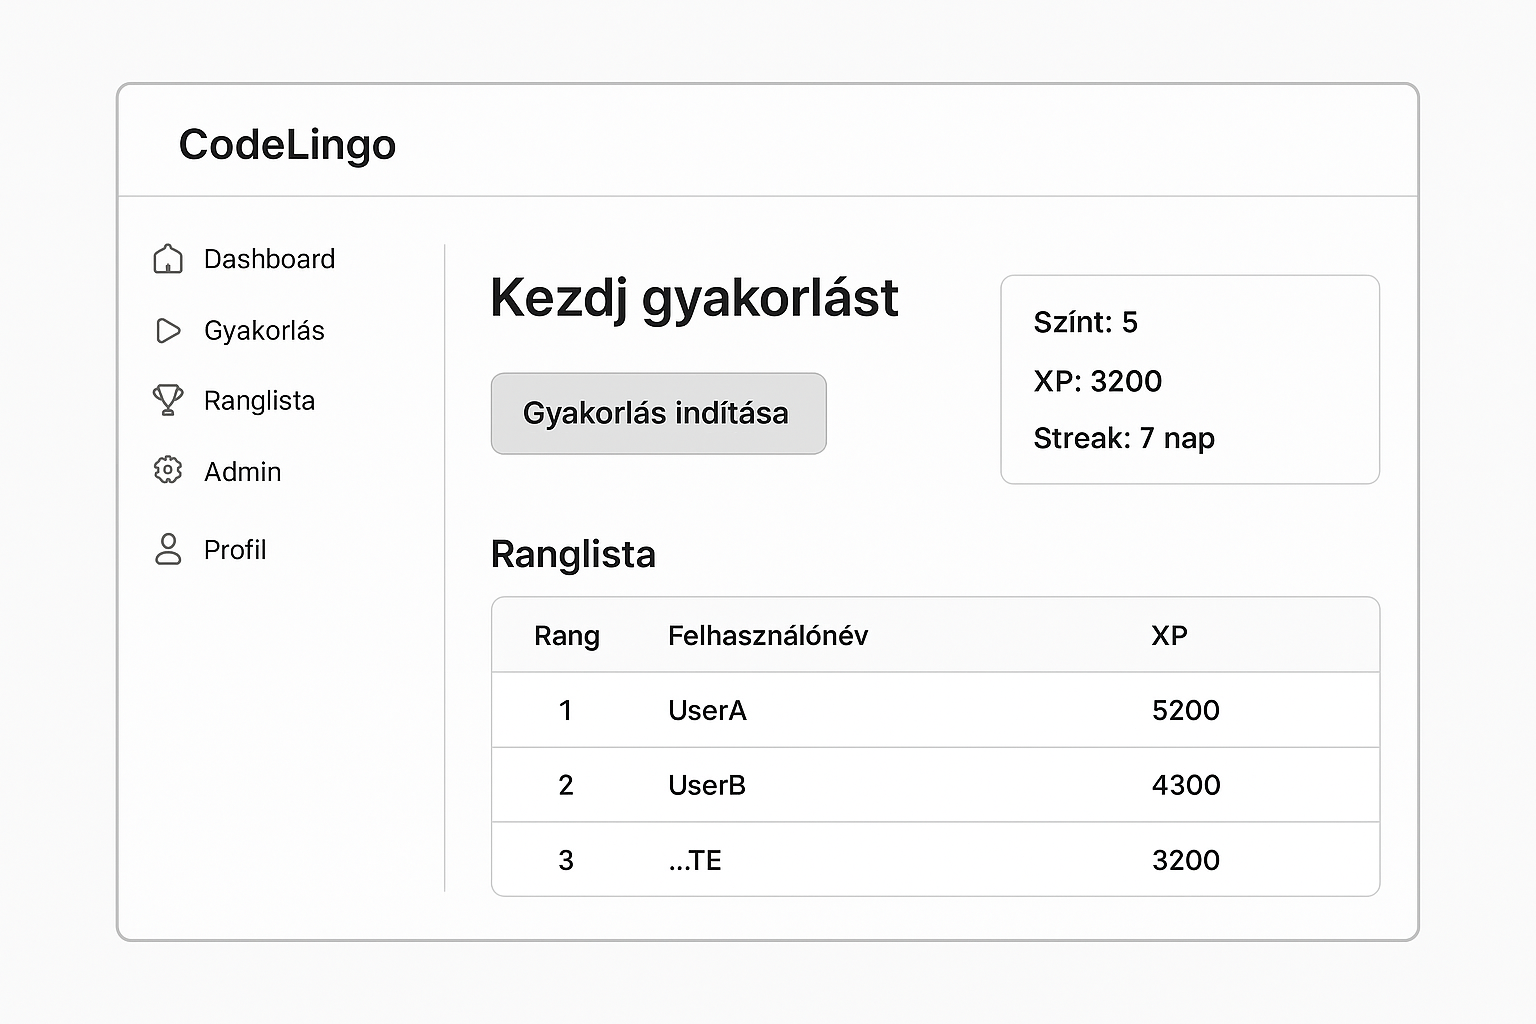 CodeLingo
Dashboard
Gyakorlás
Ranglista
Admin
Profil
Kezdj gyakorlást
Gyakorlás indítása
Színt: 5
XP: 3200
Streak: 7 nap
Ranglista
Rang Felhasználónév XP
1 UserA 5200
2 UserB 4300
3 ...TE 3200